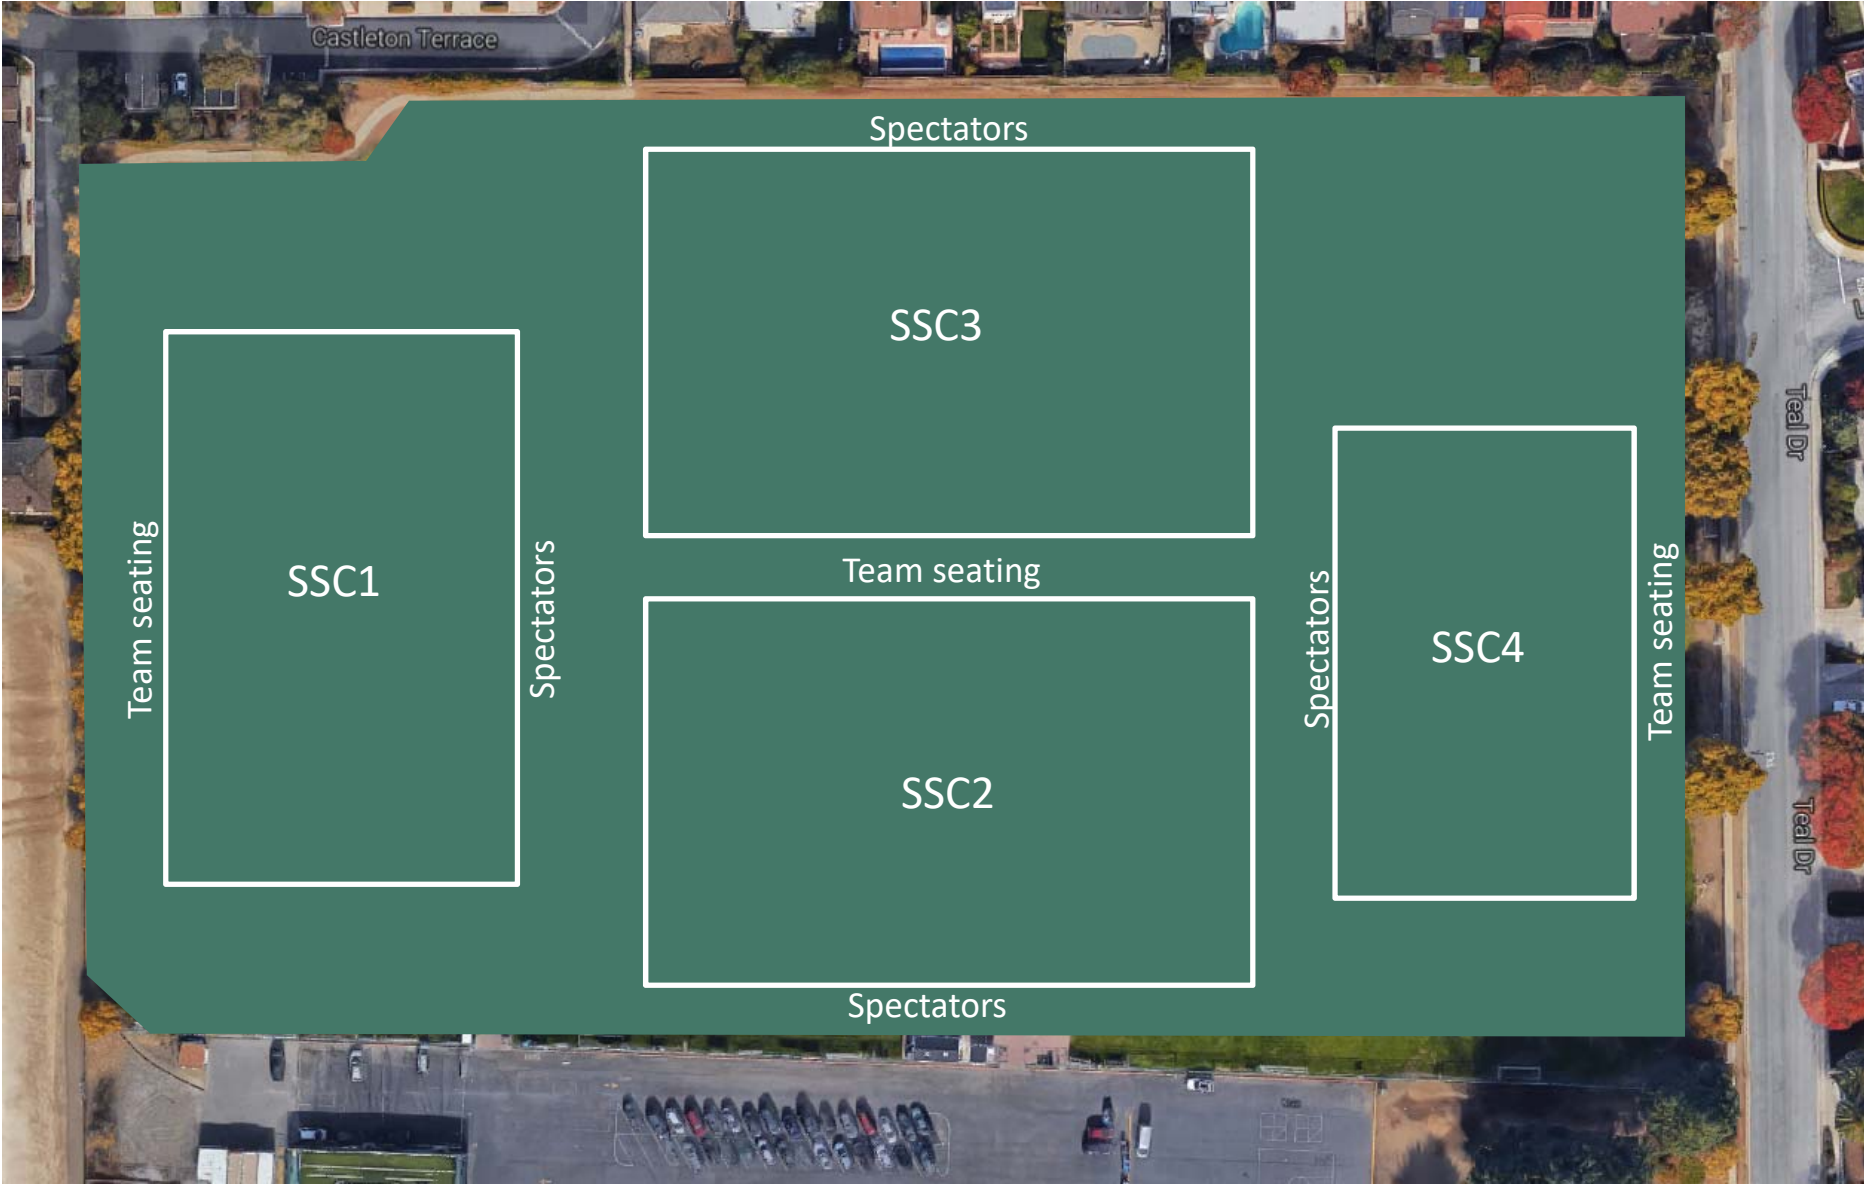 Castleton Terrace
Spectators
SSC3
Teal Dr
Team seating
SSC1
Spectators
Team seating
Spectators
SSC4
Team seating
SSC2
Teal Dr
Spectators